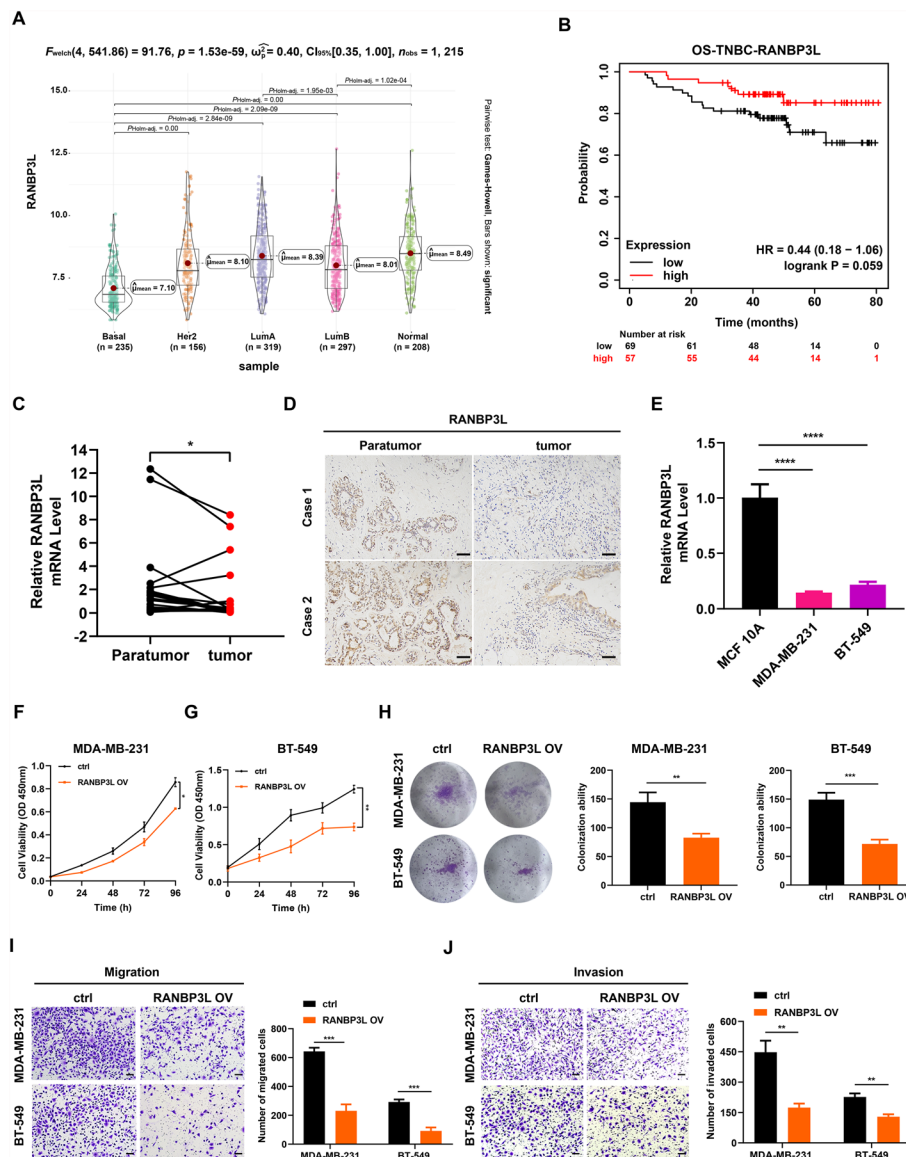 A
F welch(4, 541.86) = 91.76, p = 1.53e-59, ω̂²p = 0.40, CI95%[0.35, 1.00], nobs = 1, 215
RANBP3L
15.0
12.5
10.0
7.5
PHolm-adj. = 1.02e-04
PHolm-adj. = 1.95e-03
PHolm-adj. = 0.00
PHolm-adj. = 2.09e-09
PHolm-adj. = 2.84e-09
PHolm-adj. = 0.00
μ̂mean = 7.10
μ̂mean = 8.10
μ̂mean = 8.39
μ̂mean = 8.01
μ̂mean = 8.49
Pairwise test: Games-Howell, Bars shown: significant
Basal Her2 LumA LumB Normal
(n = 235) (n = 156) (n = 319) (n = 297) (n = 208)
sample
B
OS-TNBC-RANBP3L
Probability
1.0
0.8
0.6
0.4
0.2
0.0
Expression
low
high
HR = 0.44 (0.18 − 1.06)
logrank P = 0.059
0 20 40 60 80
Time (months)
Number at risk
low 69 61 48 14 0
high 57 55 44 14 1
C
Relative RANBP3L
mRNA Level
14
12
10
8
6
4
2
0
-2
*
Paratumor tumor
D
RANBP3L
Paratumor tumor
Case 1
Case 2
E
Relative RANBP3L
mRNA Level
1.5
1.0
0.5
0.0
****
****
MCF 10A
MDA-MB-231
BT-549
F
MDA-MB-231
Cell Viability (OD 450nm)
1.0
0.8
0.6
0.4
0.2
0.0
ctrl
RANBP3L OV
*
0 24 48 72 96
Time (h)
G
BT-549
Cell Viability (OD 450nm)
1.5
1.0
0.5
0.0
ctrl
RANBP3L OV
**
0 24 48 72 96
Time (h)
H
ctrl RANBP3L OV
MDA-MB-231
BT-549
MDA-MB-231
Colonization ability
200
150
100
50
0
**
ctrl RANBP3L OV
BT-549
Colonization ability
200
150
100
50
0
***
ctrl RANBP3L OV
I
Migration
ctrl RANBP3L OV
MDA-MB-231
BT-549
ctrl
RANBP3L OV
Number of migrated cells
800
600
400
200
0
***
***
MDA-MB-231 BT-549
J
Invasion
ctrl RANBP3L OV
MDA-MB-231
BT-549
ctrl
RANBP3L OV
Number of invaded cells
600
450
300
150
0
**
**
MDA-MB-231 BT-549